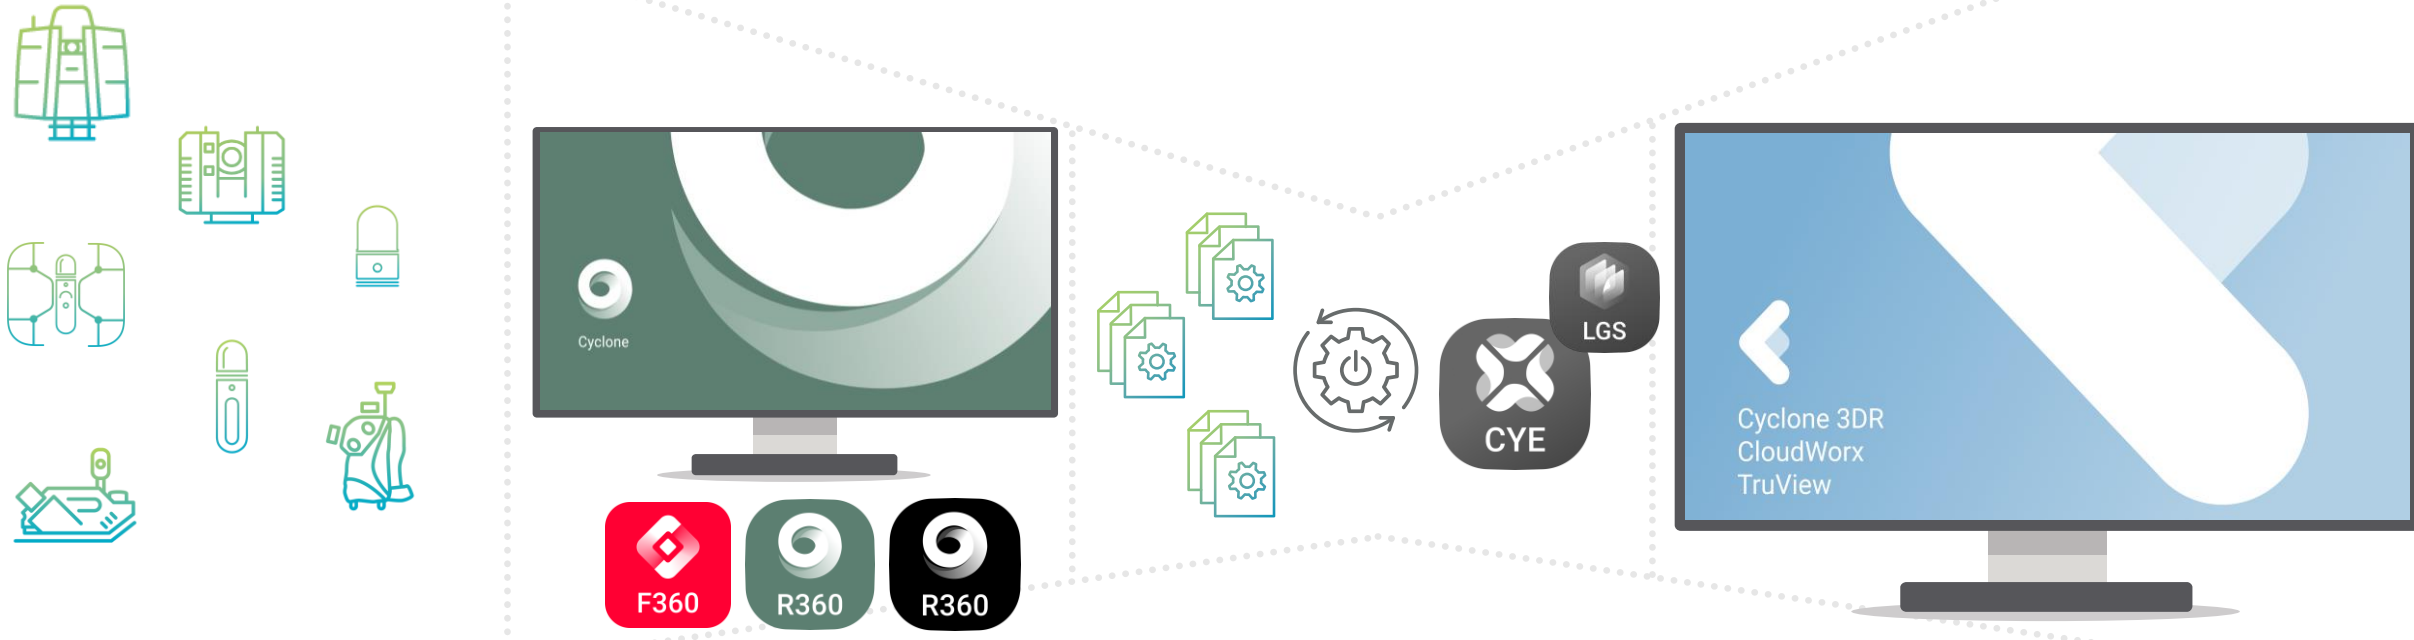 Cyclone
F360
R360
R360
CYE
LGS
Cyclone 3DR
CloudWorx
TruView